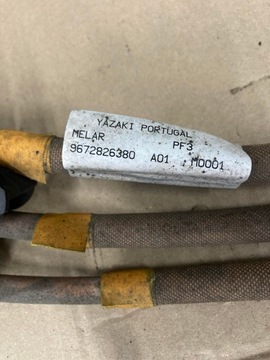 YAZAKI PORTUGAL
MELAR PF3
9672826380 A01 M0001